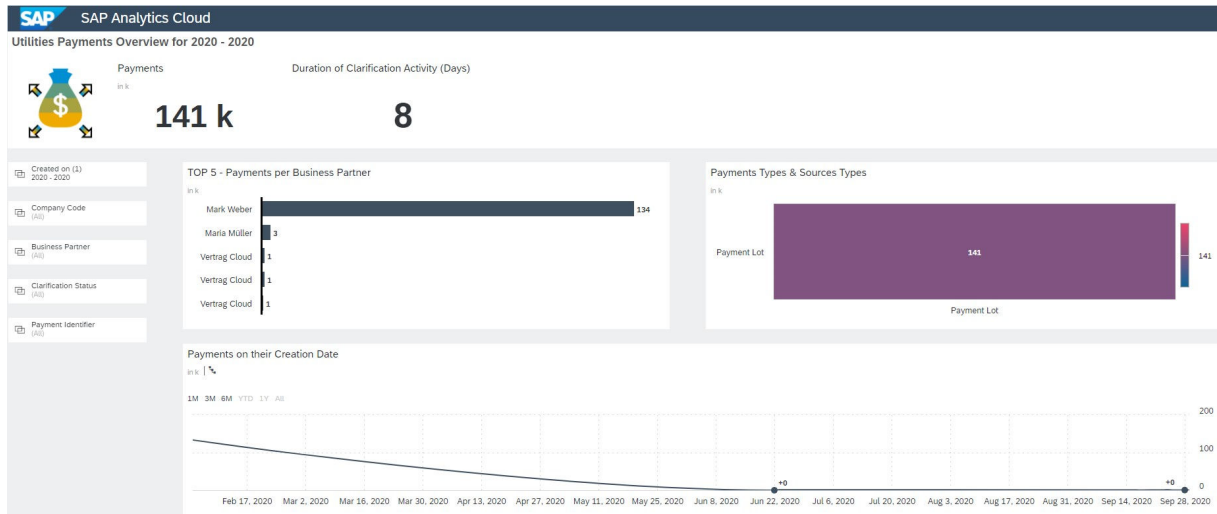 SAP SAP Analytics Cloud
Utilities Payments Overview for 2020 - 2020
$
Payments
in k
141 k
Duration of Clarification Activity (Days)
8
Created on (1)
2020 - 2020
Company Code
(All)
Business Partner
(All)
Clarification Status
(All)
Payment Identifier
(All)
TOP 5 - Payments per Business Partner
in k
Mark Weber 134
Maria Müller 3
Vertrag Cloud 1
Vertrag Cloud 1
Vertrag Cloud 1
Payments Types & Sources Types
in k
Payment Lot 141 141
Payment Lot
Payments on their Creation Date
in k
1M 3M 6M YTD 1Y All
200
100
+0 +0 0
Feb 17, 2020 Mar 2, 2020 Mar 16, 2020 Mar 30, 2020 Apr 13, 2020 Apr 27, 2020 May 11, 2020 May 25, 2020 Jun 8, 2020 Jun 22, 2020 Jul 6, 2020 Jul 20, 2020 Aug 3, 2020 Aug 17, 2020 Aug 31, 2020 Sep 14, 2020 Sep 28, 2020